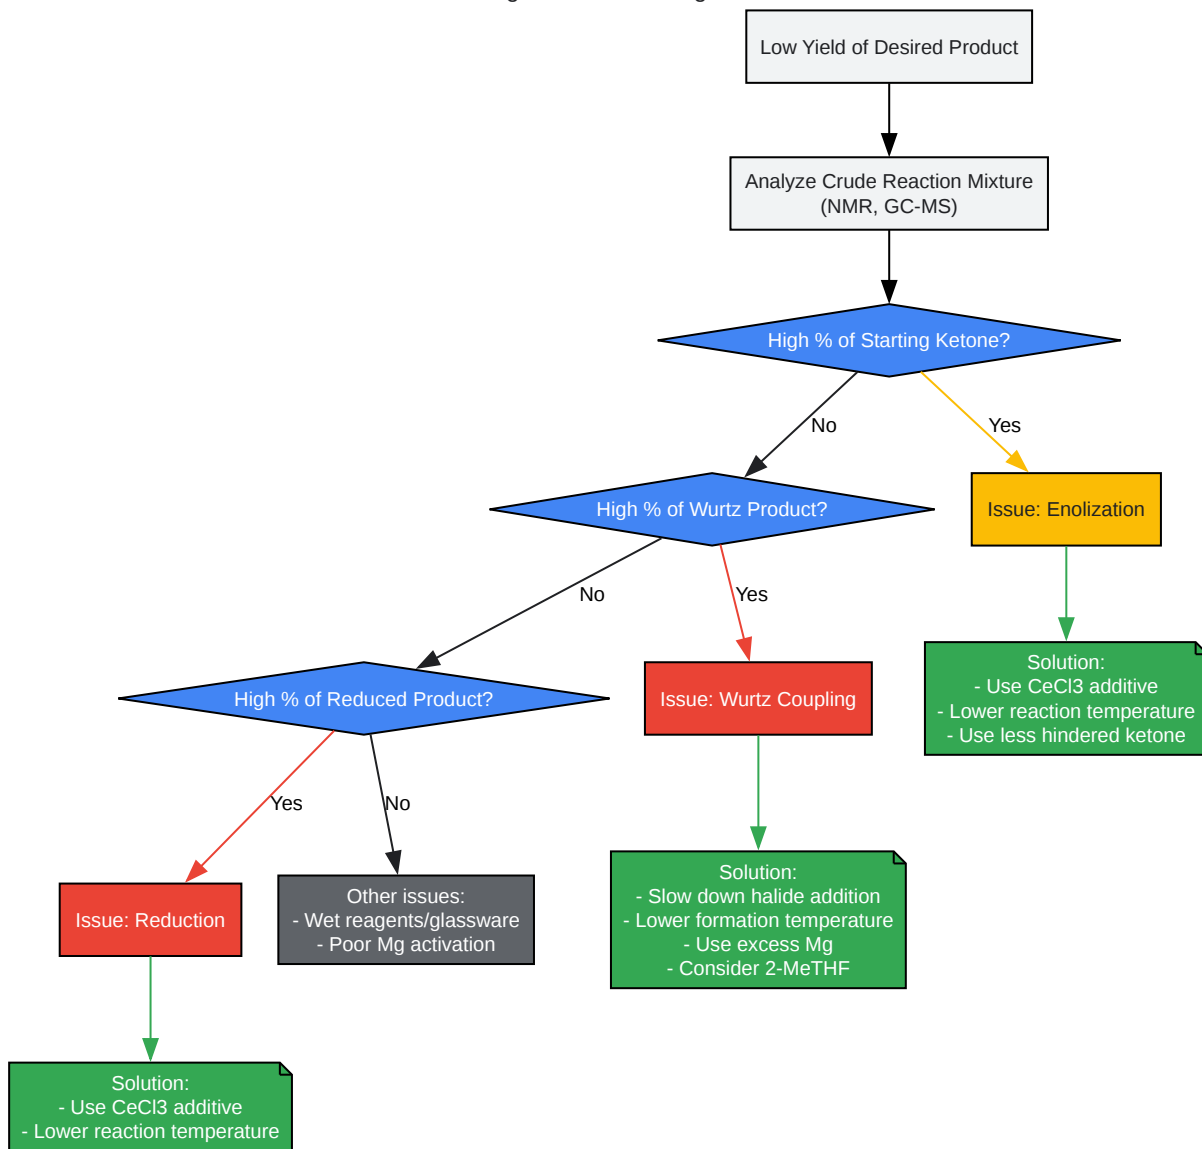 Low Yield of Desired Product
Analyze Crude Reaction Mixture
(NMR, GC-MS)
High % of Starting Ketone?
No
Yes
High % of Wurtz Product?
Issue: Enolization
No
Yes
Solution:
- Use CeCl3 additive
- Lower reaction temperature
- Use less hindered ketone
High % of Reduced Product?
Issue: Wurtz Coupling
Yes
No
Solution:
- Slow down halide addition
- Lower formation temperature
- Use excess Mg
- Consider 2-MeTHF
Issue: Reduction
Other issues:
- Wet reagents/glassware
- Poor Mg activation
Solution:
- Use CeCl3 additive
- Lower reaction temperature